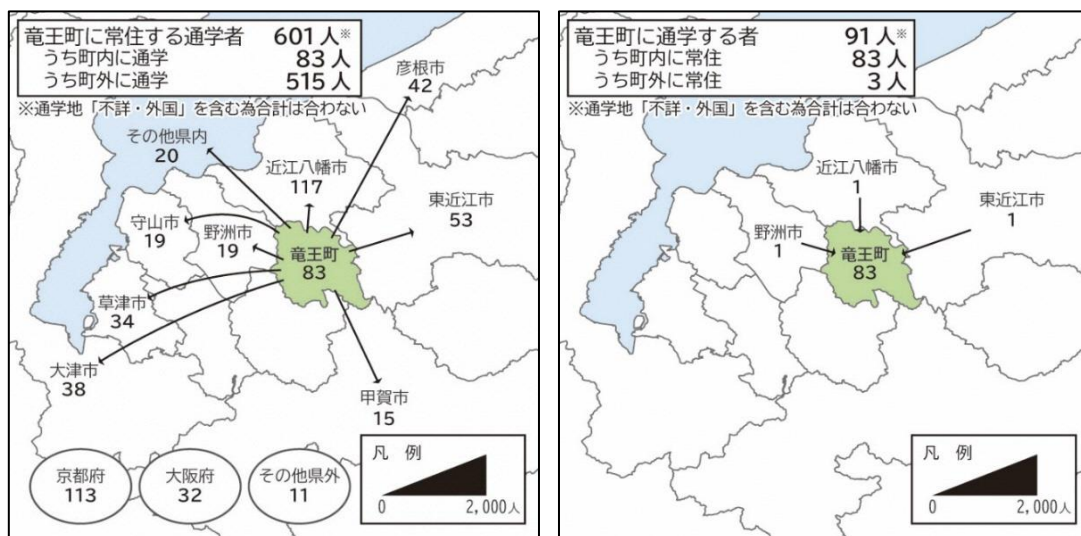 竜王町に常住する通学者 601人※
うち町内に通学 83人
うち町外に通学 515人
※通学地「不詳・外国」を含む為合計は合わない
彦根市
42
その他県内
20
近江八幡市
117
東近江市
53
守山市
19
野洲市
19
竜王町
83
草津市
34
大津市
38
甲賀市
15
京都府
113
大阪府
32
その他県外
11
凡 例
0 2,000人
竜王町に通学する者 91人※
うち町内に常住 83人
うち町外に常住 3人
※通学地「不詳・外国」を含む為合計は合わない
近江八幡市
1
東近江市
1
野洲市
1
竜王町
83
凡 例
0 2,000人